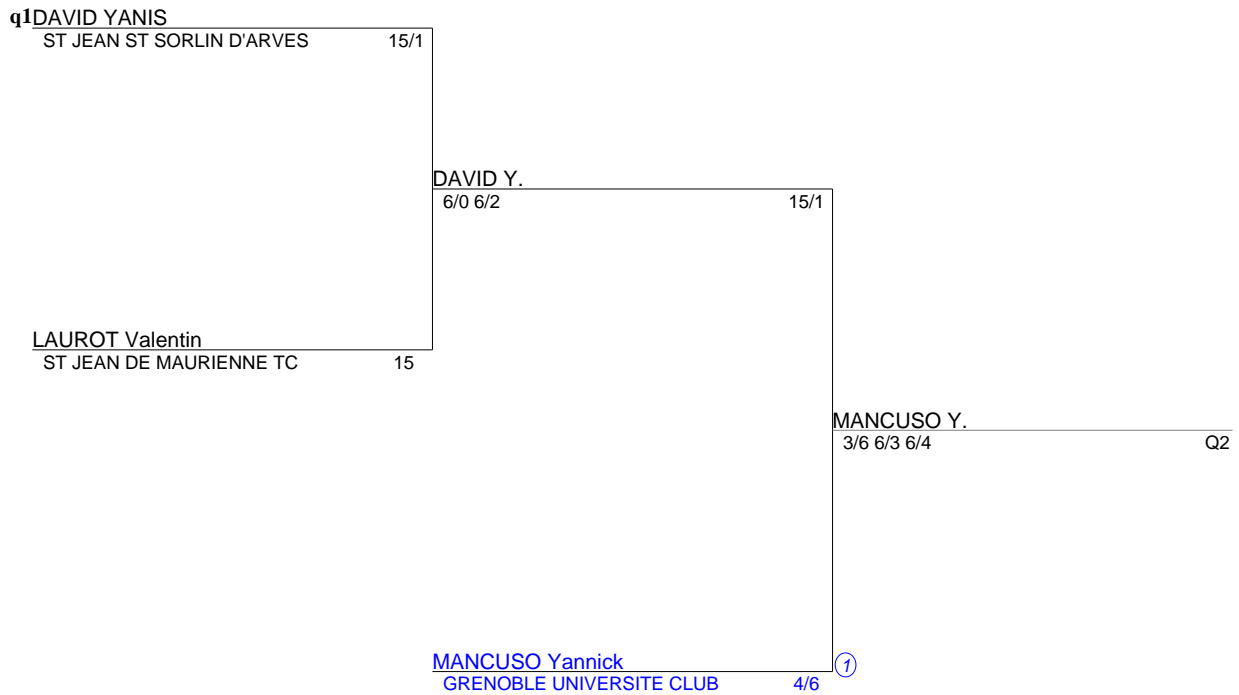 q1DAVID YANIS
ST JEAN ST SORLIN D'ARVES 15/1
DAVID Y.
6/0 6/2 15/1
LAUROT Valentin
ST JEAN DE MAURIENNE TC 15
MANCUSO Y.
3/6 6/3 6/4 Q2
MANCUSO Yannick 1
GRENOBLE UNIVERSITE CLUB 4/6